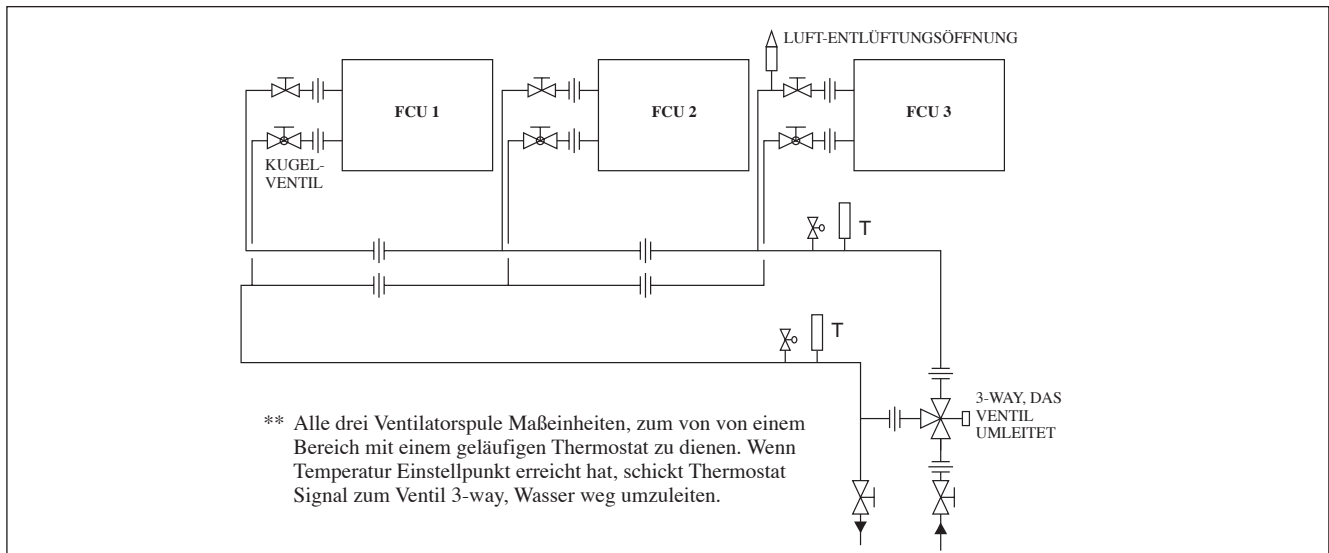 LUFT-ENTLÜFTUNGSÖFFNUNG
FCU 1
FCU 2
FCU 3
KUGEL-
VENTIL
T
T
3-WAY, DAS
VENTIL
UMLEITET
** Alle drei Ventilatorspule Maßeinheiten, zum von von einem
Bereich mit einem geläufigen Thermostat zu dienen. Wenn
Temperatur Einstellpunkt erreicht hat, schickt Thermostat
Signal zum Ventil 3-way, Wasser weg umzuleiten.